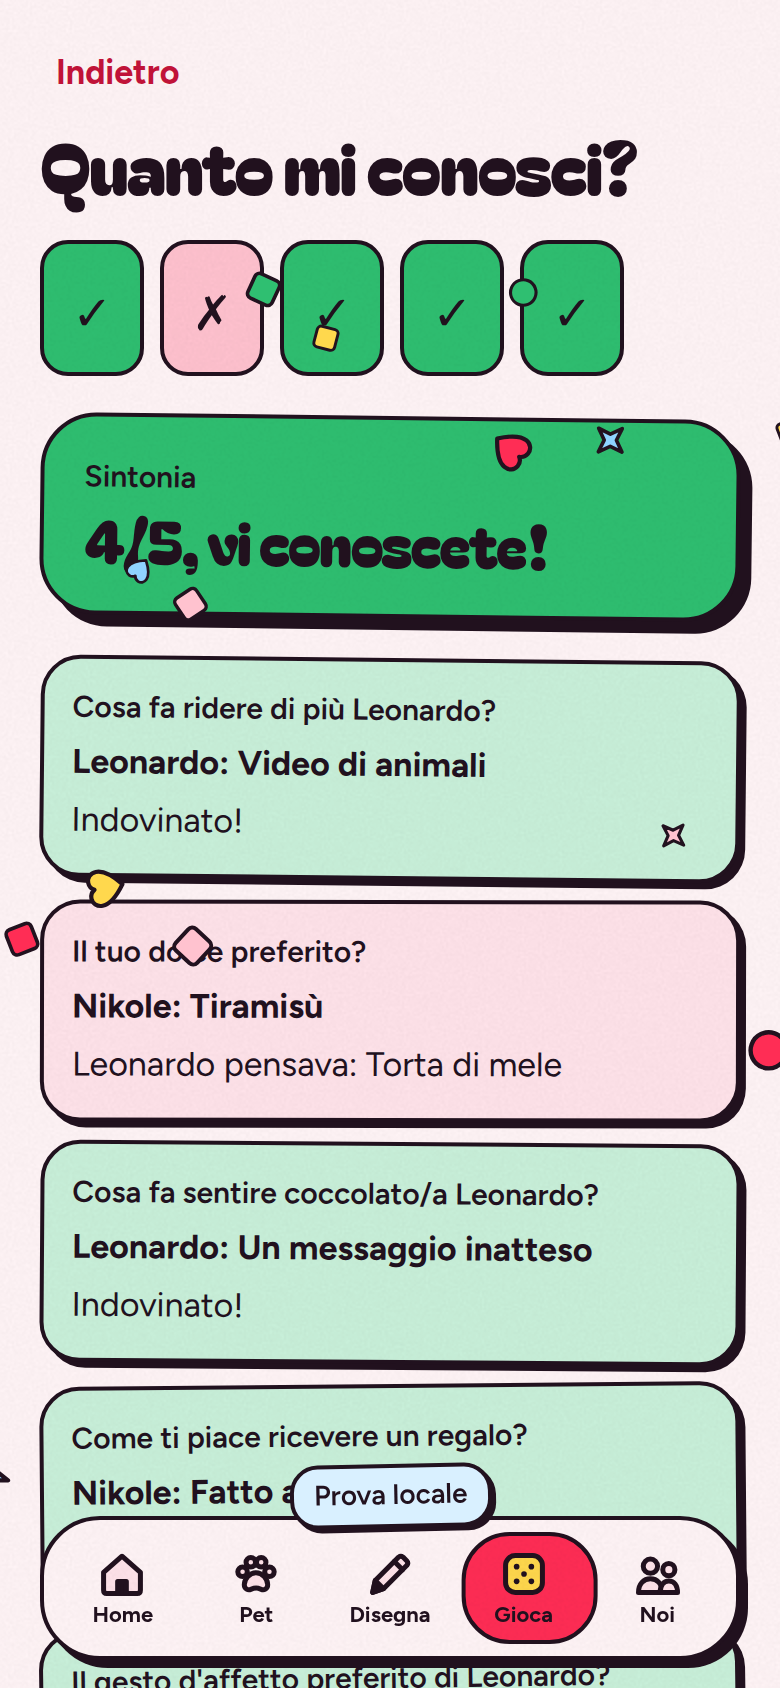 Indietro
Quanto mi conosci?
✓ ✗ ✓ ✓ ✓
Sintonia
4/5, vi conoscete!
Cosa fa ridere di più Leonardo?
Leonardo: Video di animali
Indovinato!
Il tuo dolce preferito?
Nikole: Tiramisù
Leonardo pensava: Torta di mele
Cosa fa sentire coccolato/a Leonardo?
Leonardo: Un messaggio inatteso
Indovinato!
Come ti piace ricevere un regalo?
Nikole: Fatto
Prova locale
Home Pet Disegna Gioca Noi
Il gesto d'affetto preferito di Leonardo?